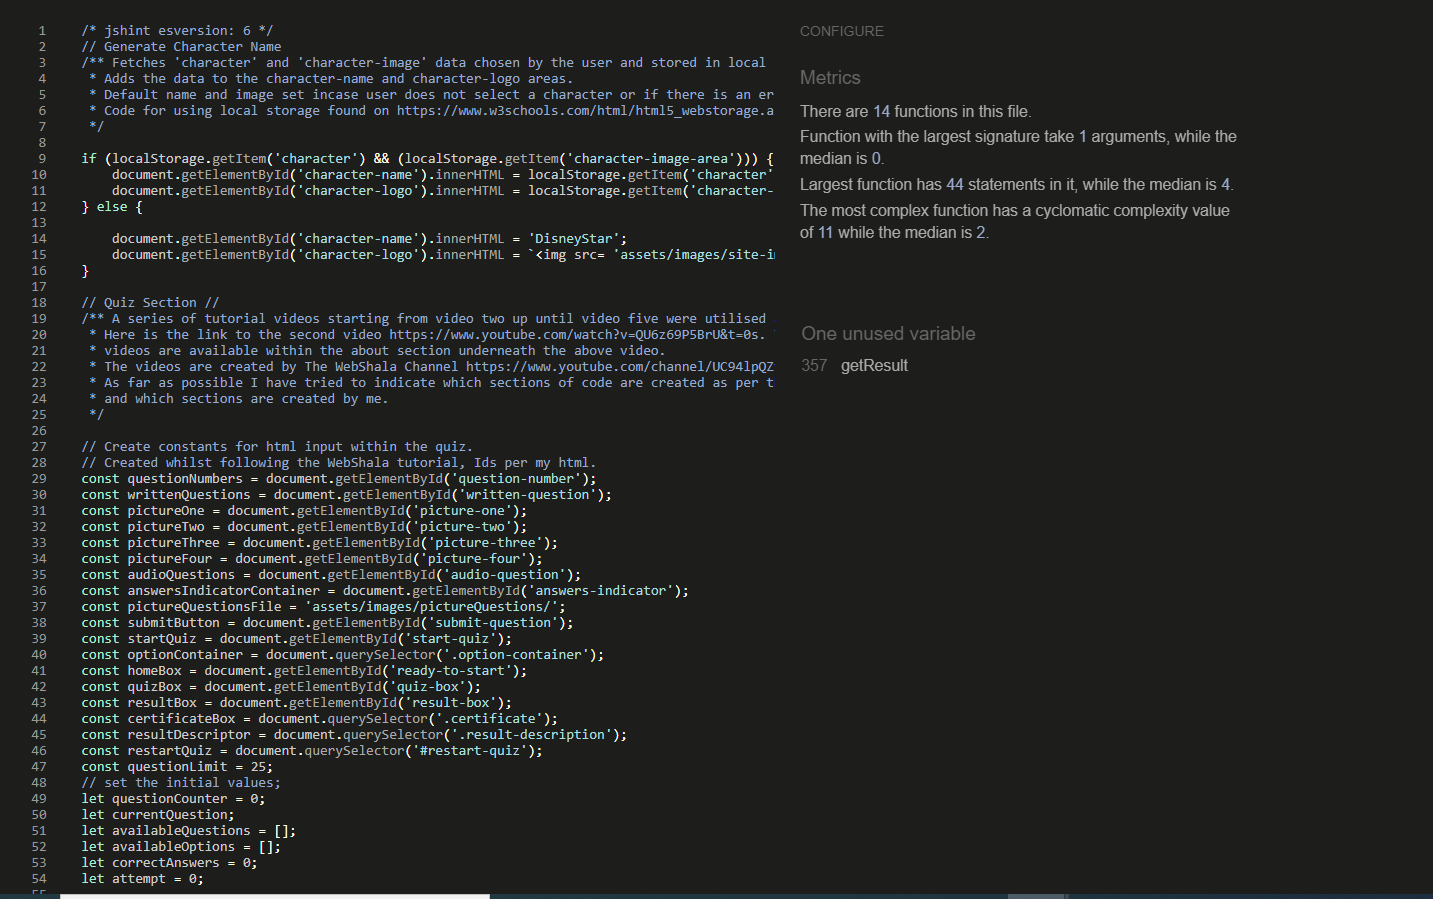 1 /* jshint esversion: 6 */
2 // Generate Character Name
3 /** Fetches 'character' and 'character-image' data chosen by the user and stored in local
4 * Adds the data to the character-name and character-logo areas.
5 * Default name and image set incase user does not select a character or if there is an er
6 * Code for using local storage found on https://www.w3schools.com/html/html5_webstorage.a
7 */
8
9 if (localStorage.getItem('character') && (localStorage.getItem('character-image-area'))) {
10 document.getElementById('character-name').innerHTML = localStorage.getItem('character'
11 document.getElementById('character-logo').innerHTML = localStorage.getItem('character-
12 } else {
13
14 document.getElementById('character-name').innerHTML = 'DisneyStar';
15 document.getElementById('character-logo').innerHTML = `<img src= 'assets/images/site-i
16 }
17
18 // Quiz Section //
19 /** A series of tutorial videos starting from video two up until video five were utilised
20 * Here is the link to the second video https://www.youtube.com/watch?v=QU6z69P5BrU&t=0s.
21 * videos are available within the about section underneath the above video.
22 * The videos are created by The WebShala Channel https://www.youtube.com/channel/UC94lpQZ
23 * As far as possible I have tried to indicate which sections of code are created as per t
24 * and which sections are created by me.
25 */
26
27 // Create constants for html input within the quiz.
28 // Created whilst following the WebShala tutorial, Ids per my html.
29 const questionNumbers = document.getElementById('question-number');
30 const writtenQuestions = document.getElementById('written-question');
31 const pictureOne = document.getElementById('picture-one');
32 const pictureTwo = document.getElementById('picture-two');
33 const pictureThree = document.getElementById('picture-three');
34 const pictureFour = document.getElementById('picture-four');
35 const audioQuestions = document.getElementById('audio-question');
36 const answersIndicatorContainer = document.getElementById('answers-indicator');
37 const pictureQuestionsFile = 'assets/images/pictureQuestions/';
38 const submitButton = document.getElementById('submit-question');
39 const startQuiz = document.getElementById('start-quiz');
40 const optionContainer = document.querySelector('.option-container');
41 const homeBox = document.getElementById('ready-to-start');
42 const quizBox = document.getElementById('quiz-box');
43 const resultBox = document.getElementById('result-box');
44 const certificateBox = document.querySelector('.certificate');
45 const resultDescriptor = document.querySelector('.result-description');
46 const restartQuiz = document.querySelector('#restart-quiz');
47 const questionLimit = 25;
48 // set the initial values;
49 let questionCounter = 0;
50 let currentQuestion;
51 let availableQuestions = [];
52 let availableOptions = [];
53 let correctAnswers = 0;
54 let attempt = 0;
CONFIGURE
Metrics
There are 14 functions in this file.
Function with the largest signature take 1 arguments, while the
median is 0.
Largest function has 44 statements in it, while the median is 4.
The most complex function has a cyclomatic complexity value
of 11 while the median is 2.
One unused variable
357 getResult